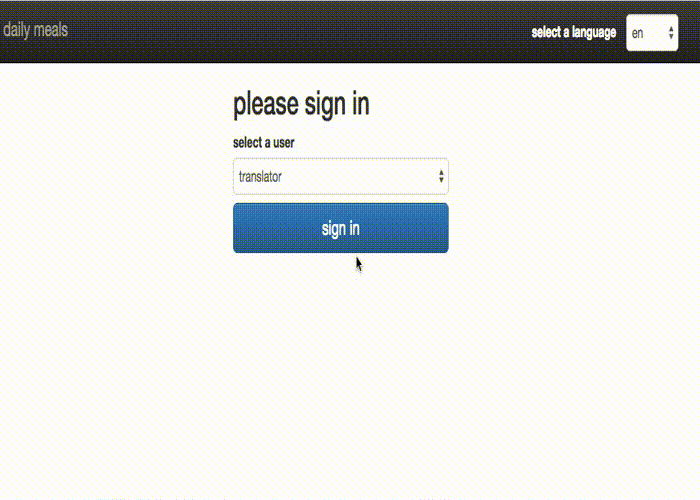 daily meals
select a language en
please sign in
select a user
translator
sign in